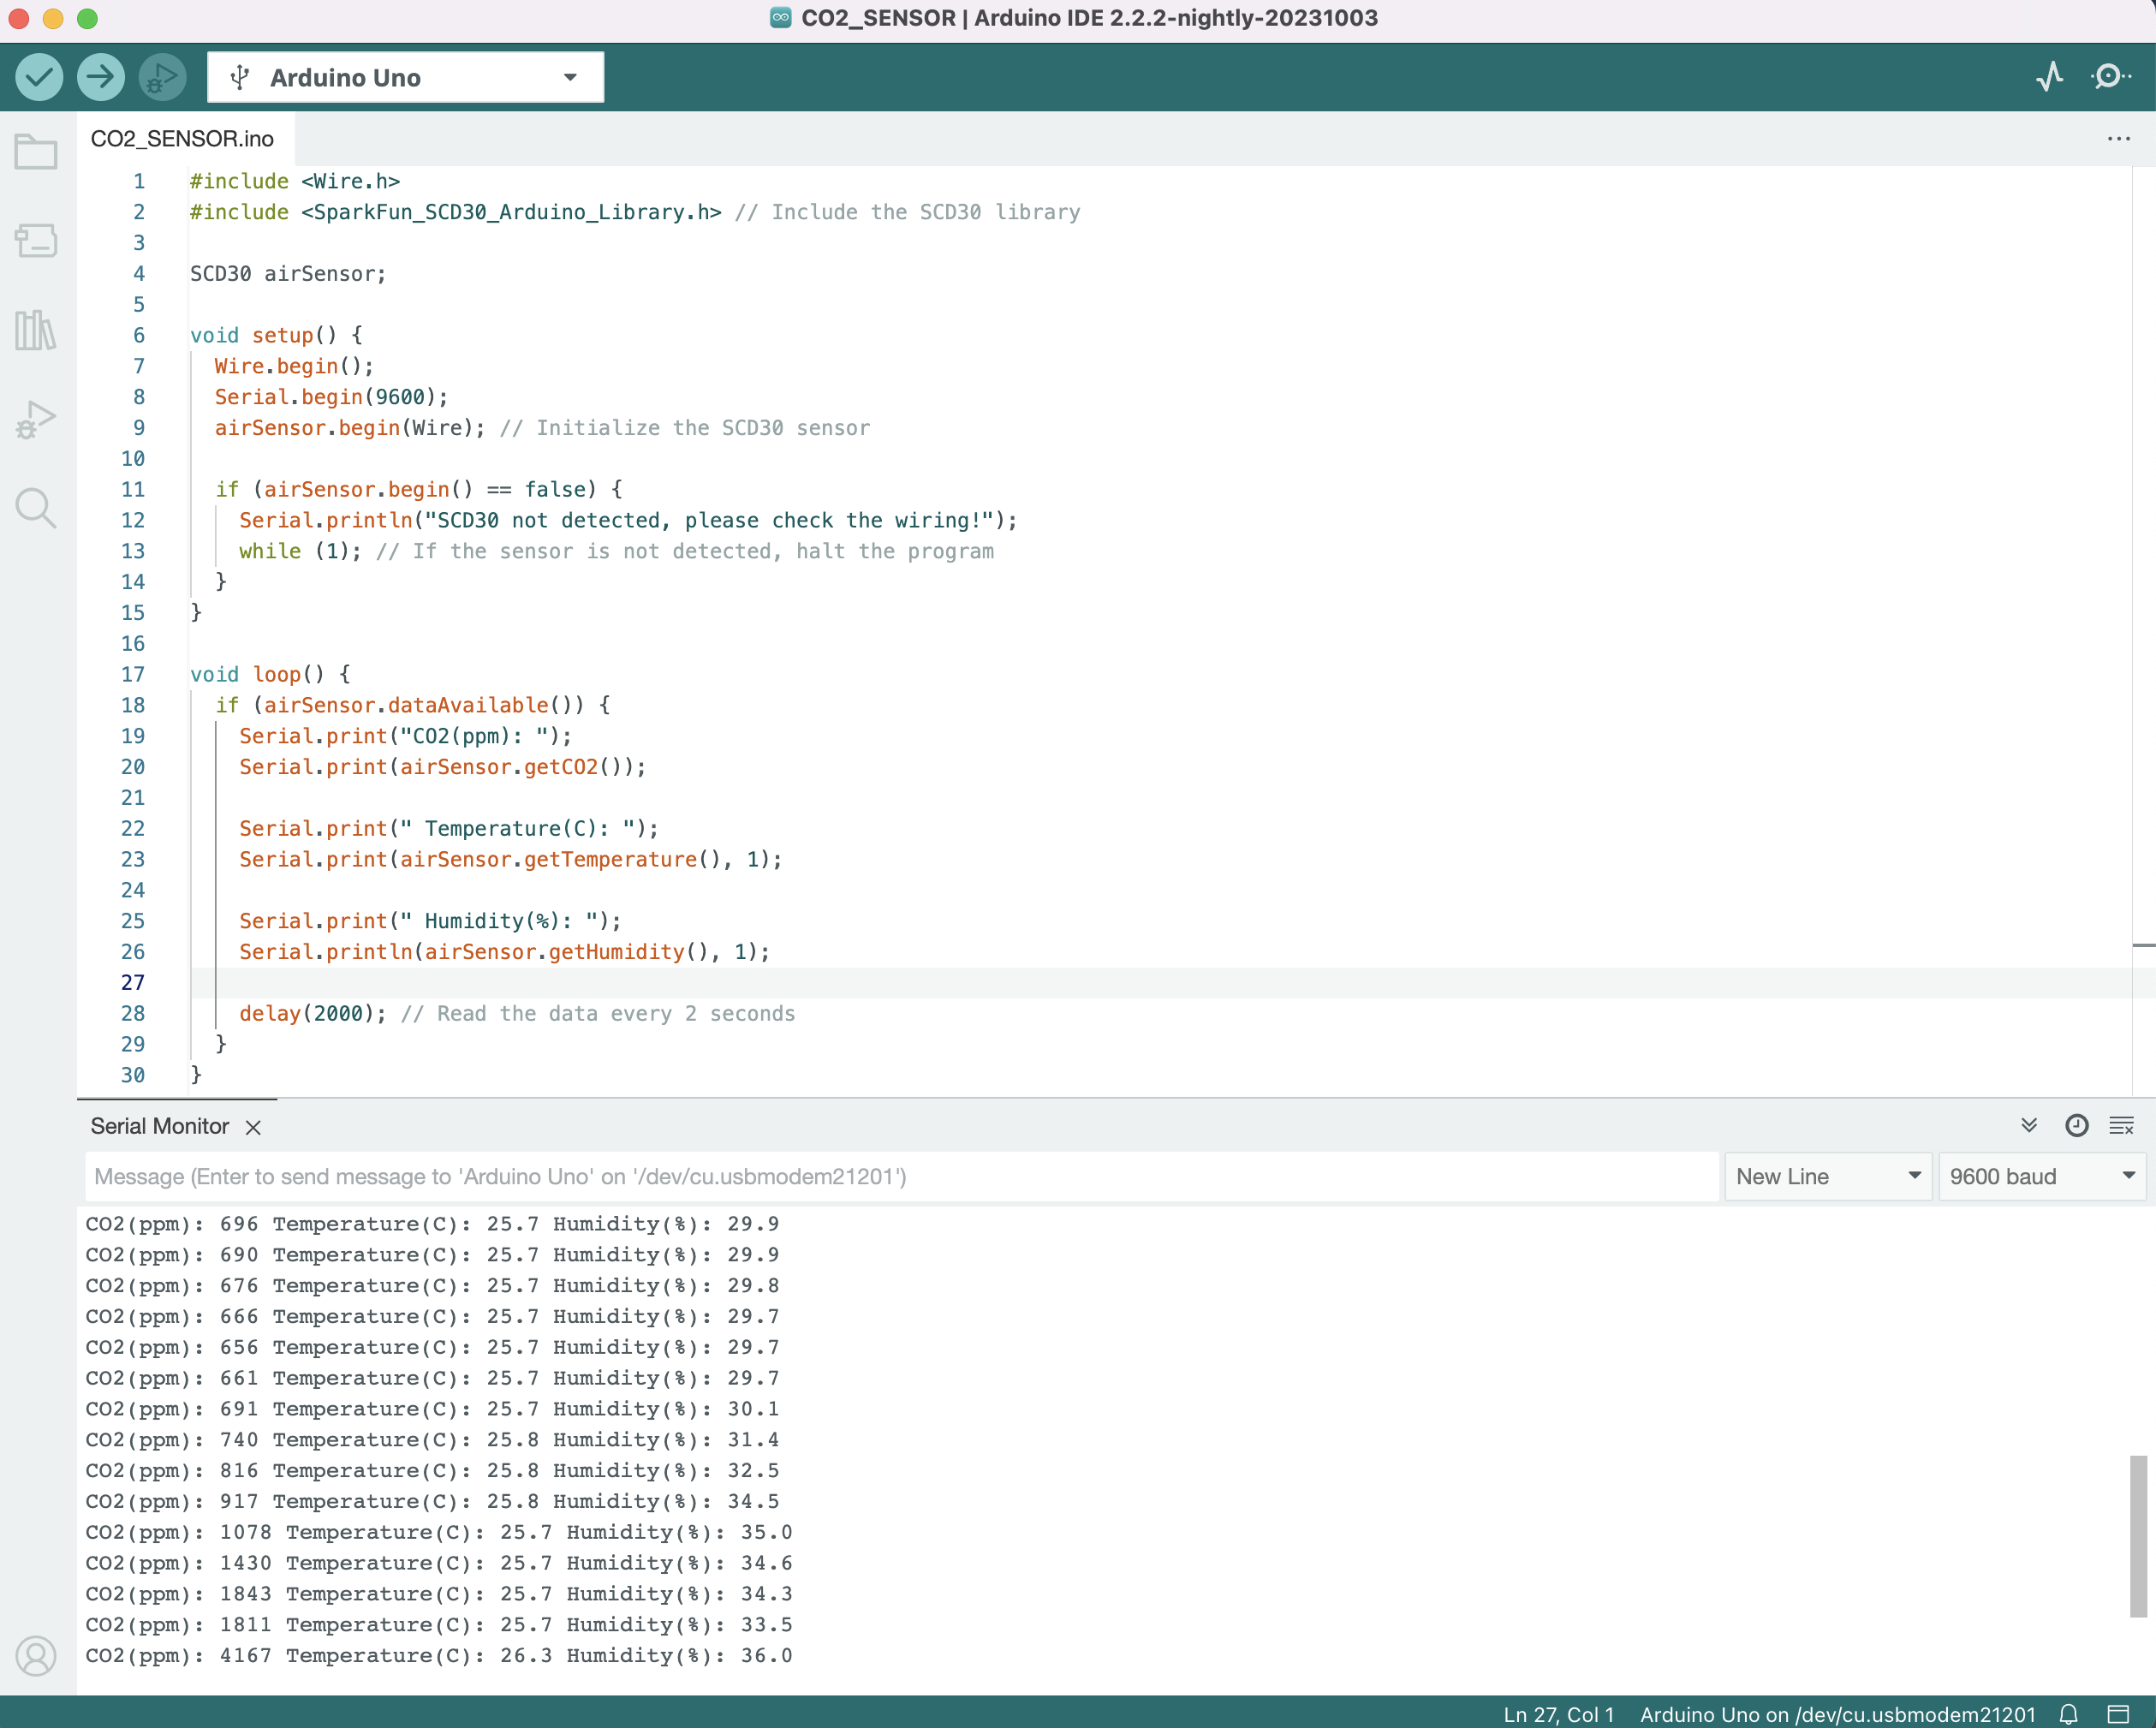 CO2_SENSOR | Arduino IDE 2.2.2-nightly-20231003
Arduino Uno
CO2_SENSOR.ino
1 #include <Wire.h>
2 #include <SparkFun_SCD30_Arduino_Library.h> // Include the SCD30 library
3
4 SCD30 airSensor;
5
6 void setup() {
7 Wire.begin();
8 Serial.begin(9600);
9 airSensor.begin(Wire); // Initialize the SCD30 sensor
10
11 if (airSensor.begin() == false) {
12 Serial.println("SCD30 not detected, please check the wiring!");
13 while (1); // If the sensor is not detected, halt the program
14 }
15 }
16
17 void loop() {
18 if (airSensor.dataAvailable()) {
19 Serial.print("CO2(ppm): ");
20 Serial.print(airSensor.getCO2());
21
22 Serial.print(" Temperature(C): ");
23 Serial.print(airSensor.getTemperature(), 1);
24
25 Serial.print(" Humidity(%): ");
26 Serial.println(airSensor.getHumidity(), 1);
27
28 delay(2000); // Read the data every 2 seconds
29 }
30 }
Serial Monitor
Message (Enter to send message to 'Arduino Uno' on '/dev/cu.usbmodem21201') New Line 9600 baud
CO2(ppm): 696 Temperature(C): 25.7 Humidity(%): 29.9
CO2(ppm): 690 Temperature(C): 25.7 Humidity(%): 29.9
CO2(ppm): 676 Temperature(C): 25.7 Humidity(%): 29.8
CO2(ppm): 666 Temperature(C): 25.7 Humidity(%): 29.7
CO2(ppm): 656 Temperature(C): 25.7 Humidity(%): 29.7
CO2(ppm): 661 Temperature(C): 25.7 Humidity(%): 29.7
CO2(ppm): 691 Temperature(C): 25.7 Humidity(%): 30.1
CO2(ppm): 740 Temperature(C): 25.8 Humidity(%): 31.4
CO2(ppm): 816 Temperature(C): 25.8 Humidity(%): 32.5
CO2(ppm): 917 Temperature(C): 25.8 Humidity(%): 34.5
CO2(ppm): 1078 Temperature(C): 25.7 Humidity(%): 35.0
CO2(ppm): 1430 Temperature(C): 25.7 Humidity(%): 34.6
CO2(ppm): 1843 Temperature(C): 25.7 Humidity(%): 34.3
CO2(ppm): 1811 Temperature(C): 25.7 Humidity(%): 33.5
CO2(ppm): 4167 Temperature(C): 26.3 Humidity(%): 36.0
Ln 27, Col 1 Arduino Uno on /dev/cu.usbmodem21201